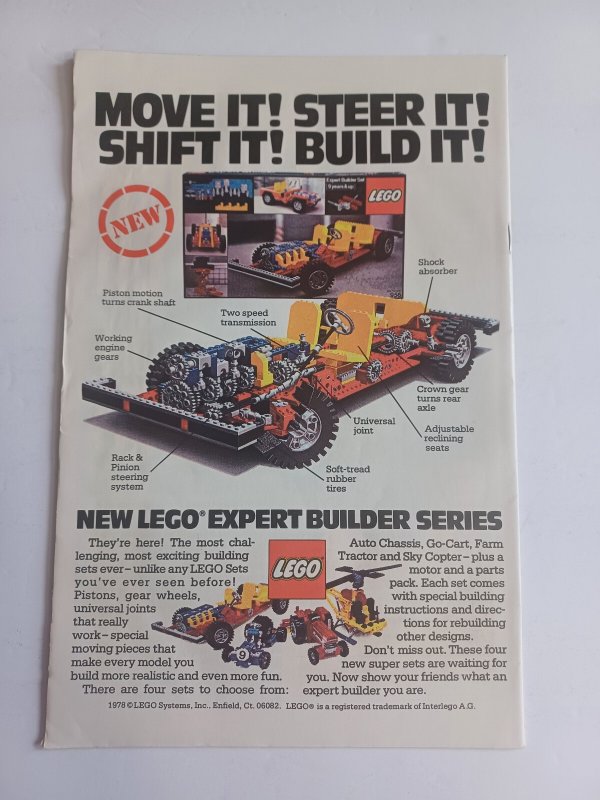 MOVE IT! STEER IT!
SHIFT IT! BUILD IT!
NEW
Expert Builder Set
9 years & up
LEGO
956
Shock
absorber
Piston motion
turns crank shaft
Two speed
transmission
Working
engine
gears
Crown gear
turns rear
axle
Universal
joint
Adjustable
reclining
seats
Rack &
Pinion
steering
system
Soft-tread
rubber
tires
NEW LEGO® EXPERT BUILDER SERIES
They're here! The most chal-
lenging, most exciting building
sets ever–unlike any LEGO Sets
you've ever seen before!
Pistons, gear wheels,
universal joints
that really
work–special
moving pieces that
make every model you
build more realistic and even more fun.
There are four sets to choose from:
LEGO
9
Auto Chassis, Go-Cart, Farm
Tractor and Sky Copter–plus a
motor and a parts
pack. Each set comes
with special building
instructions and direc-
tions for rebuilding
other designs.
Don't miss out. These four
new super sets are waiting for
you. Now show your friends what an
expert builder you are.
1978 © LEGO Systems, Inc., Enfield, Ct. 06082. LEGO® is a registered trademark of Interlego A.G.